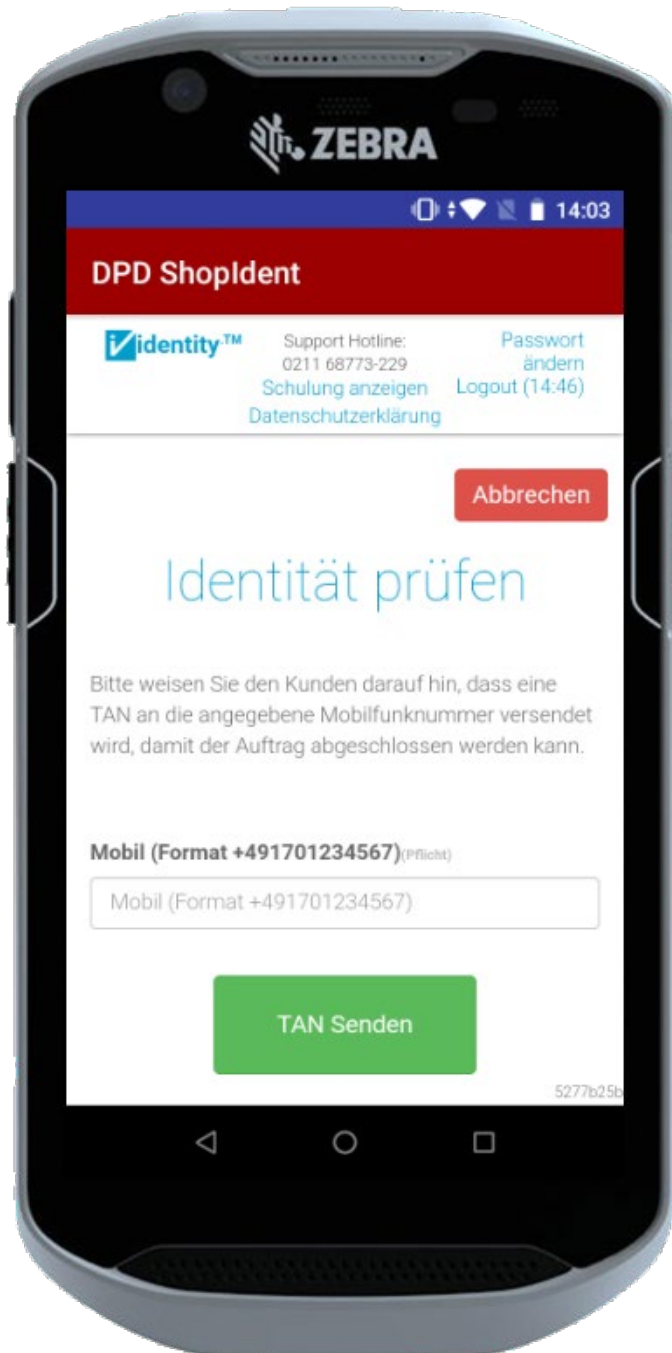 ZEBRA
14:03
DPD ShopIdent
identity.™
Support Hotline:
0211 68773-229
Schulung anzeigen
Datenschutzerklärung
Passwort
ändern
Logout (14:46)
Abbrechen
Identität prüfen
Bitte weisen Sie den Kunden darauf hin, dass eine
TAN an die angegebene Mobilfunknummer versendet
wird, damit der Auftrag abgeschlossen werden kann.
Mobil (Format +491701234567)(Pflicht)
Mobil (Format +491701234567)
TAN Senden
5277b25b